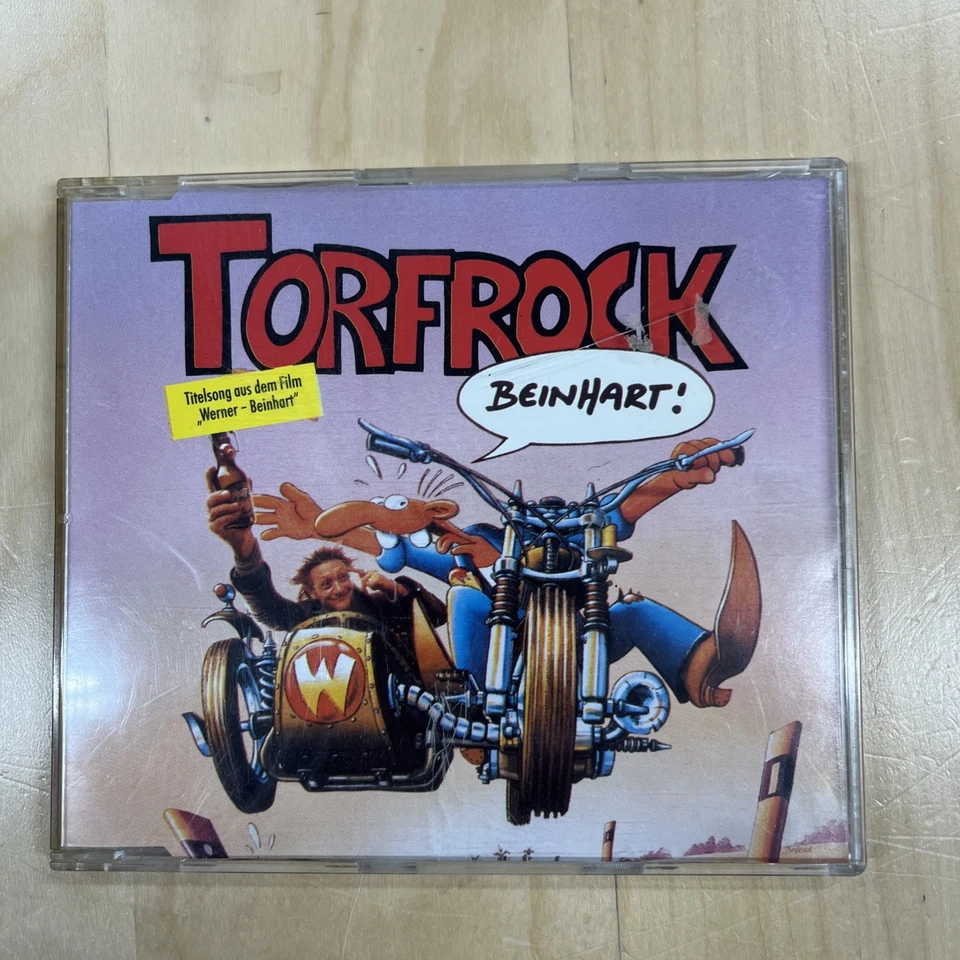 TORFROCK
Titelsong aus dem Film
„Werner – Beinhart"
BEINHART!
W